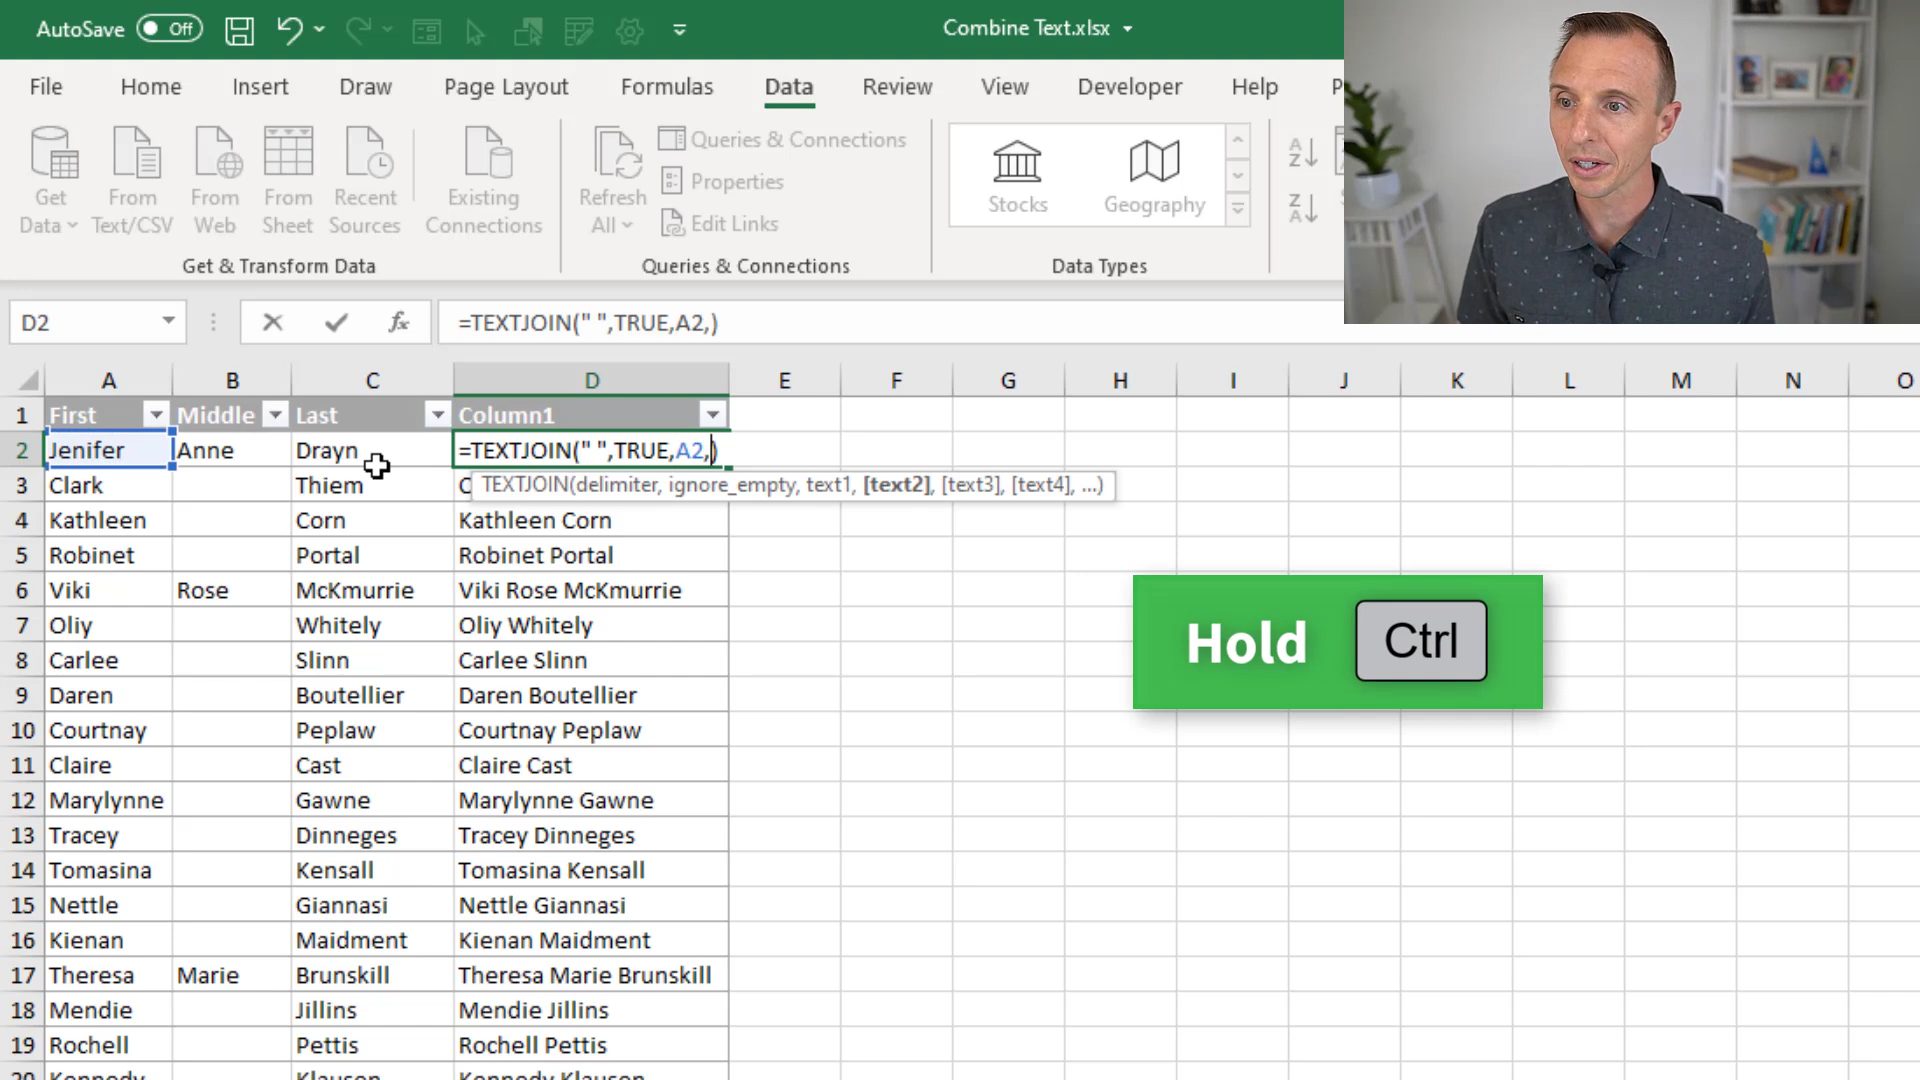 AutoSave Off
Combine Text.xlsx
File Home Insert Draw Page Layout Formulas Data Review View Developer Help P
Get Data
From Text/CSV
From Web
From Sheet
Recent Sources
Existing Connections
Refresh All
Queries & Connections
Properties
Edit Links
Stocks
Geography
Get & Transform Data
Queries & Connections
Data Types
D2
fx
=TEXTJOIN(" ",TRUE,A2,)
A B C D E F G H I J K L M N O
1 First Middle Last Column1
2 Jenifer Anne Drayn =TEXTJOIN(" ",TRUE,A2,)
TEXTJOIN(delimiter, ignore_empty, text1, [text2], [text3], [text4], ...)
3 Clark Thiem C
4 Kathleen Corn Kathleen Corn
5 Robinet Portal Robinet Portal
6 Viki Rose McKmurrie Viki Rose McKmurrie
7 Oliy Whitely Oliy Whitely
8 Carlee Slinn Carlee Slinn
9 Daren Boutellier Daren Boutellier
10 Courtnay Peplaw Courtnay Peplaw
11 Claire Cast Claire Cast
12 Marylynne Gawne Marylynne Gawne
13 Tracey Dinneges Tracey Dinneges
14 Tomasina Kensall Tomasina Kensall
15 Nettle Giannasi Nettle Giannasi
16 Kienan Maidment Kienan Maidment
17 Theresa Marie Brunskill Theresa Marie Brunskill
18 Mendie Jillins Mendie Jillins
19 Rochell Pettis Rochell Pettis
Hold Ctrl